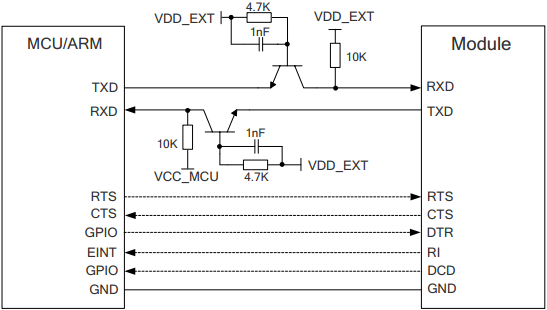 4.7K
VDD_EXT
VDD_EXT
1nF
MCU/ARM
Module
10K
TXD
RXD
RXD
TXD
1nF
10K
VDD_EXT
VCC_MCU
4.7K
RTS
RTS
CTS
CTS
GPIO
DTR
EINT
RI
GPIO
DCD
GND
GND